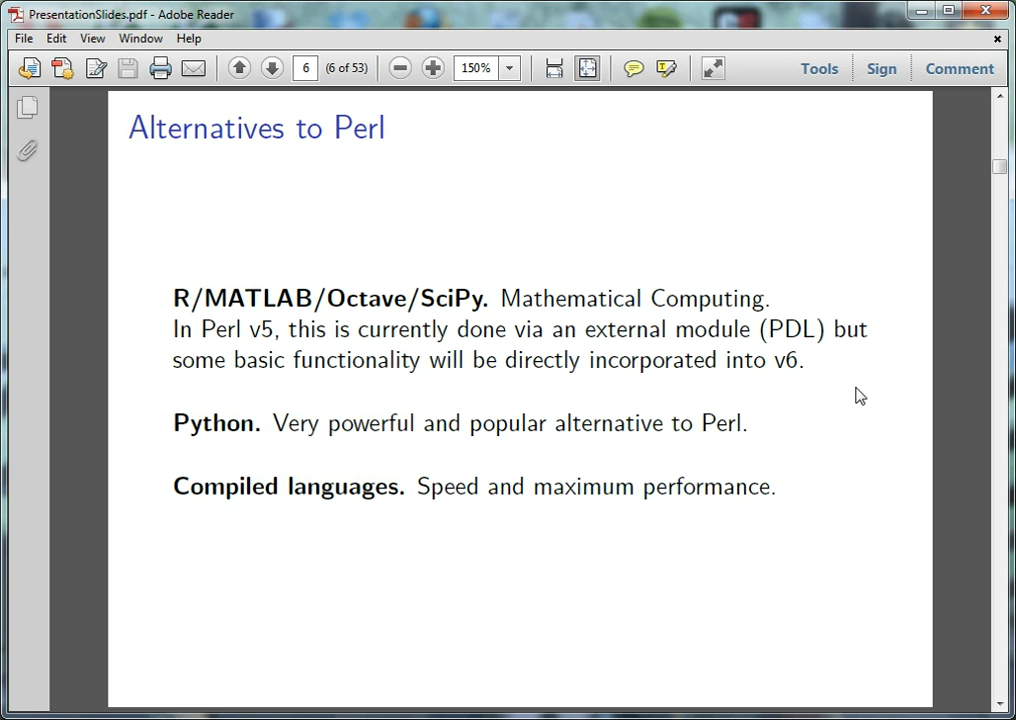 PresentationSlides.pdf - Adobe Reader
File Edit View Window Help
6 (6 of 53) 150% Tools Sign Comment
Alternatives to Perl
R/MATLAB/Octave/SciPy. Mathematical Computing.
In Perl v5, this is currently done via an external module (PDL) but
some basic functionality will be directly incorporated into v6.
Python. Very powerful and popular alternative to Perl.
Compiled languages. Speed and maximum performance.